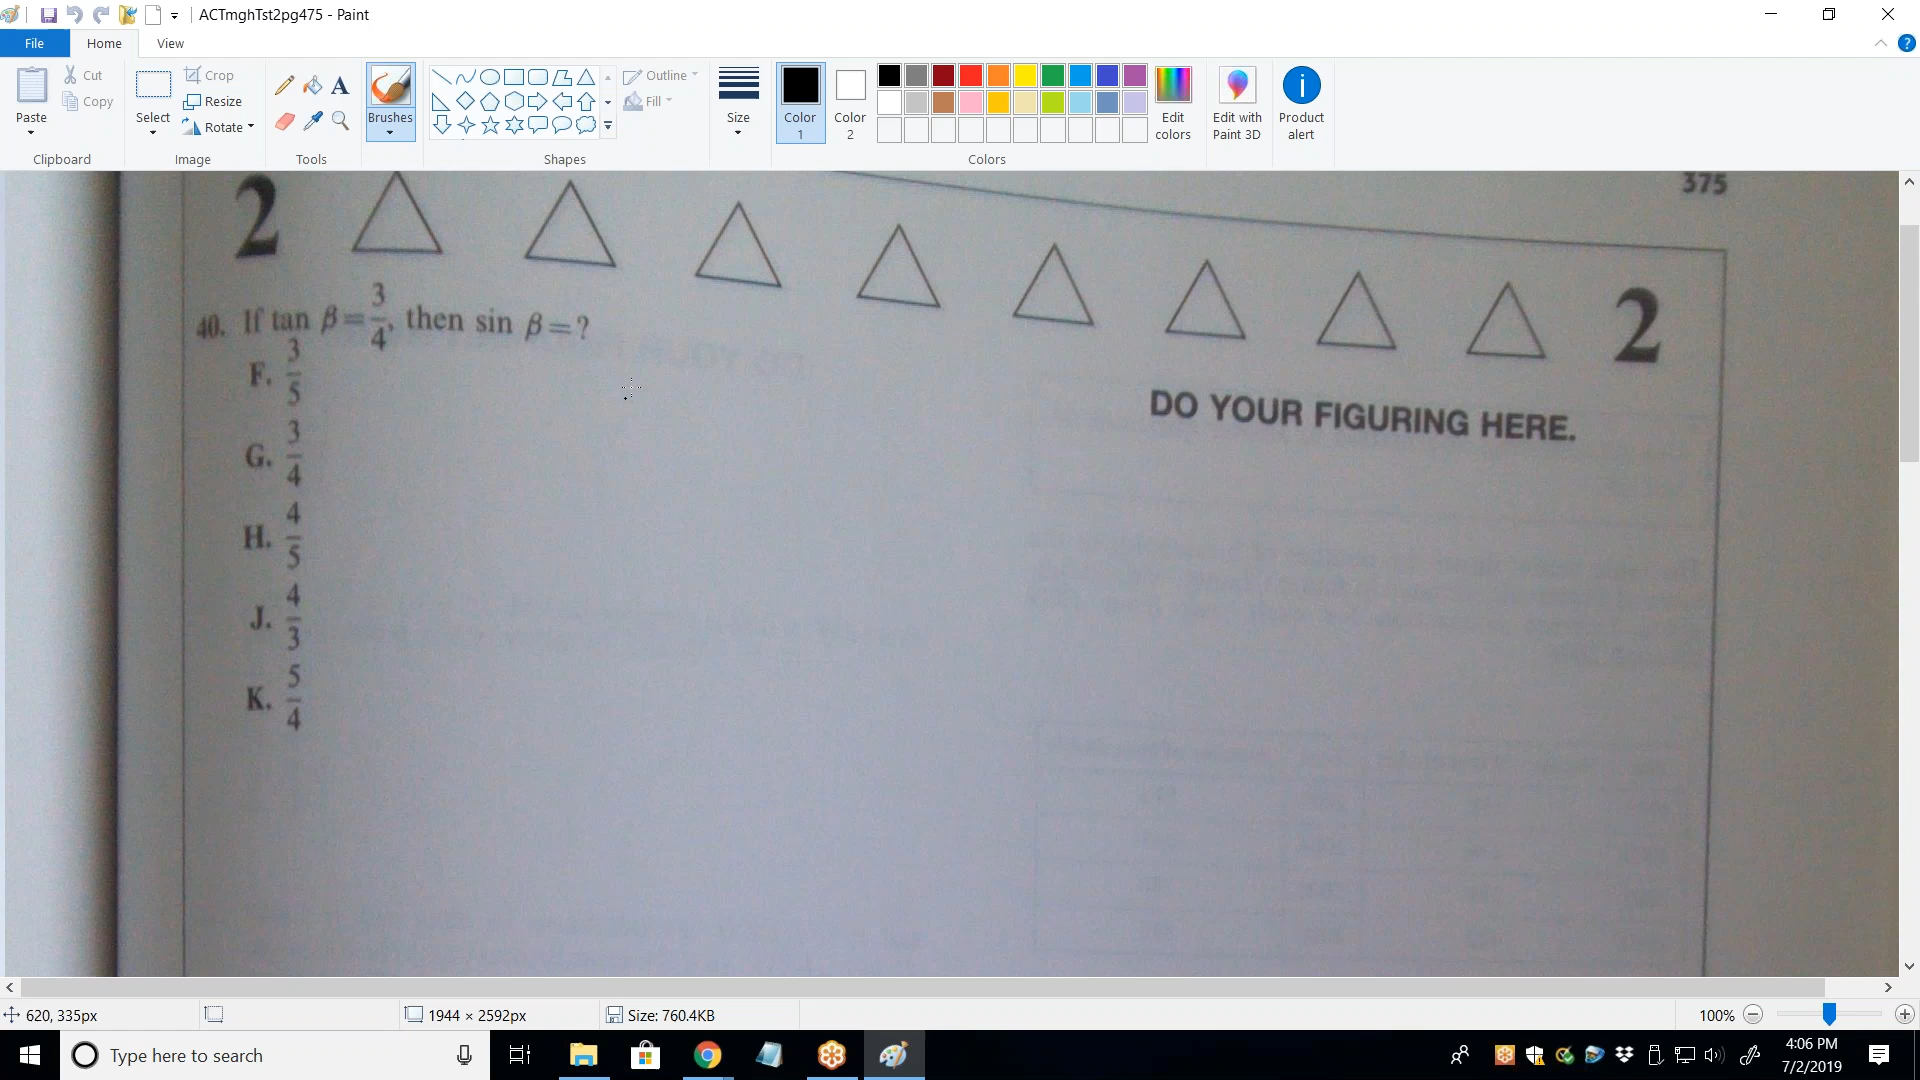 ACTmghTst2pg475 - Paint
File Home View
Paste
Cut
Copy
Clipboard
Select
Crop
Resize
Rotate
Image
Tools
Brushes
Shapes
Outline
Fill
Size
Color 1
Color 2
Edit colors
Colors
Edit with Paint 3D
Product alert
375
2 2
40. If tan β = 3/4, then sin β = ?
F. 3/5
G. 3/4
H. 4/5
J. 4/3
K. 5/4
DO YOUR FIGURING HERE.
620, 335px
1944 × 2592px
Size: 760.4KB
100%
Type here to search
4:06 PM
7/2/2019